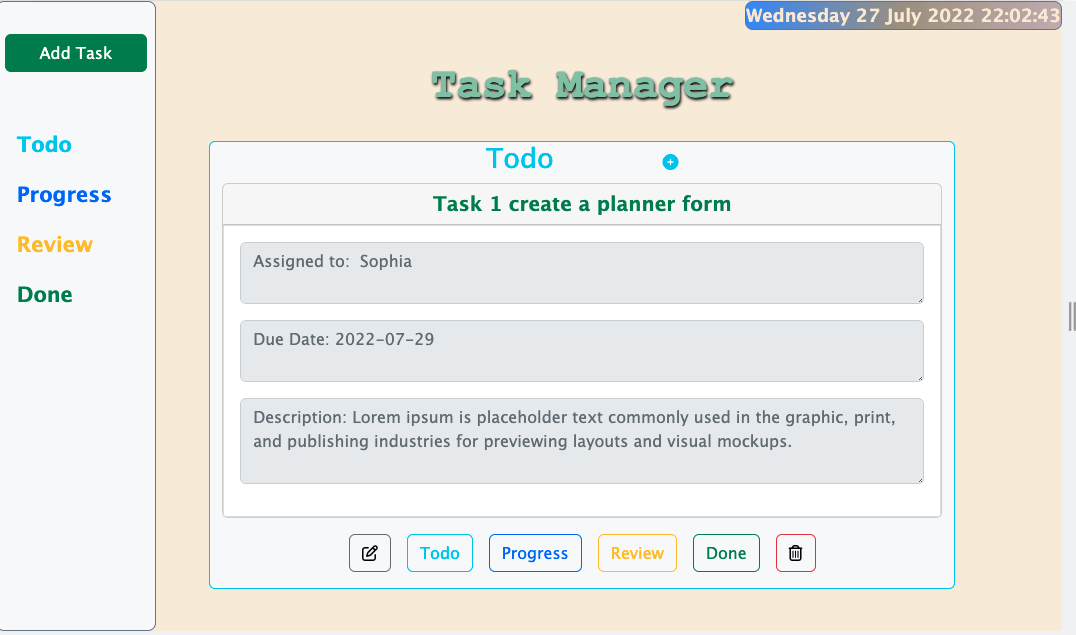 Wednesday 27 July 2022 22:02:43
Add Task
Task Manager
Todo
Progress
Review
Done
Todo
Task 1 create a planner form
Assigned to:  Sophia
Due Date: 2022-07-29
Description: Lorem ipsum is placeholder text commonly used in the graphic, print,
and publishing industries for previewing layouts and visual mockups.
Todo
Progress
Review
Done